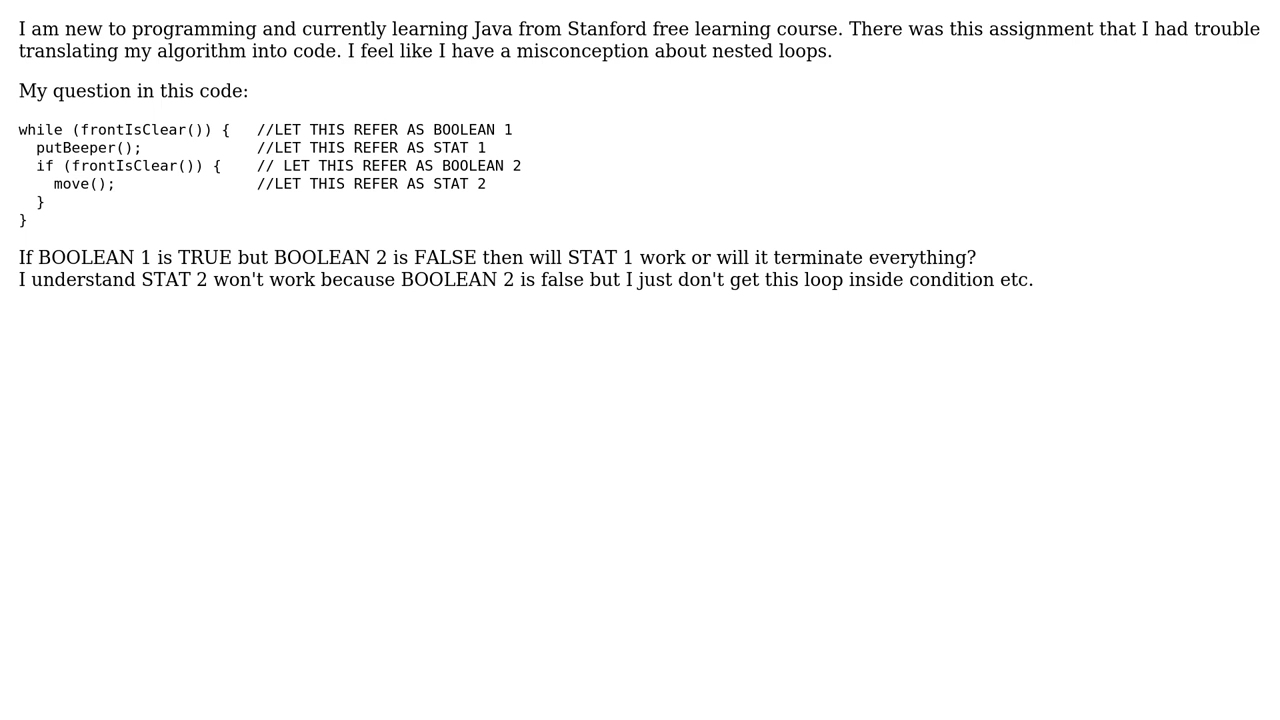 I am new to programming and currently learning Java from Stanford free learning course. There was this assignment that I had trouble
translating my algorithm into code. I feel like I have a misconception about nested loops.
My question in this code:
while (frontIsClear()) {   //LET THIS REFER AS BOOLEAN 1
  putBeeper();             //LET THIS REFER AS STAT 1
  if (frontIsClear()) {    // LET THIS REFER AS BOOLEAN 2
    move();                //LET THIS REFER AS STAT 2
  }
}
If BOOLEAN 1 is TRUE but BOOLEAN 2 is FALSE then will STAT 1 work or will it terminate everything?
I understand STAT 2 won't work because BOOLEAN 2 is false but I just don't get this loop inside condition etc.